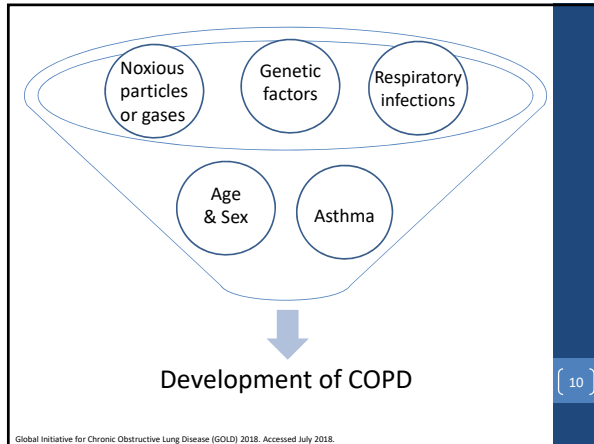 Noxious
particles
or gases
Genetic
factors
Respiratory
infections
Age
& Sex
Asthma
Development of COPD
10
Global Initiative for Chronic Obstructive Lung Disease (GOLD) 2018. Accessed July 2018.